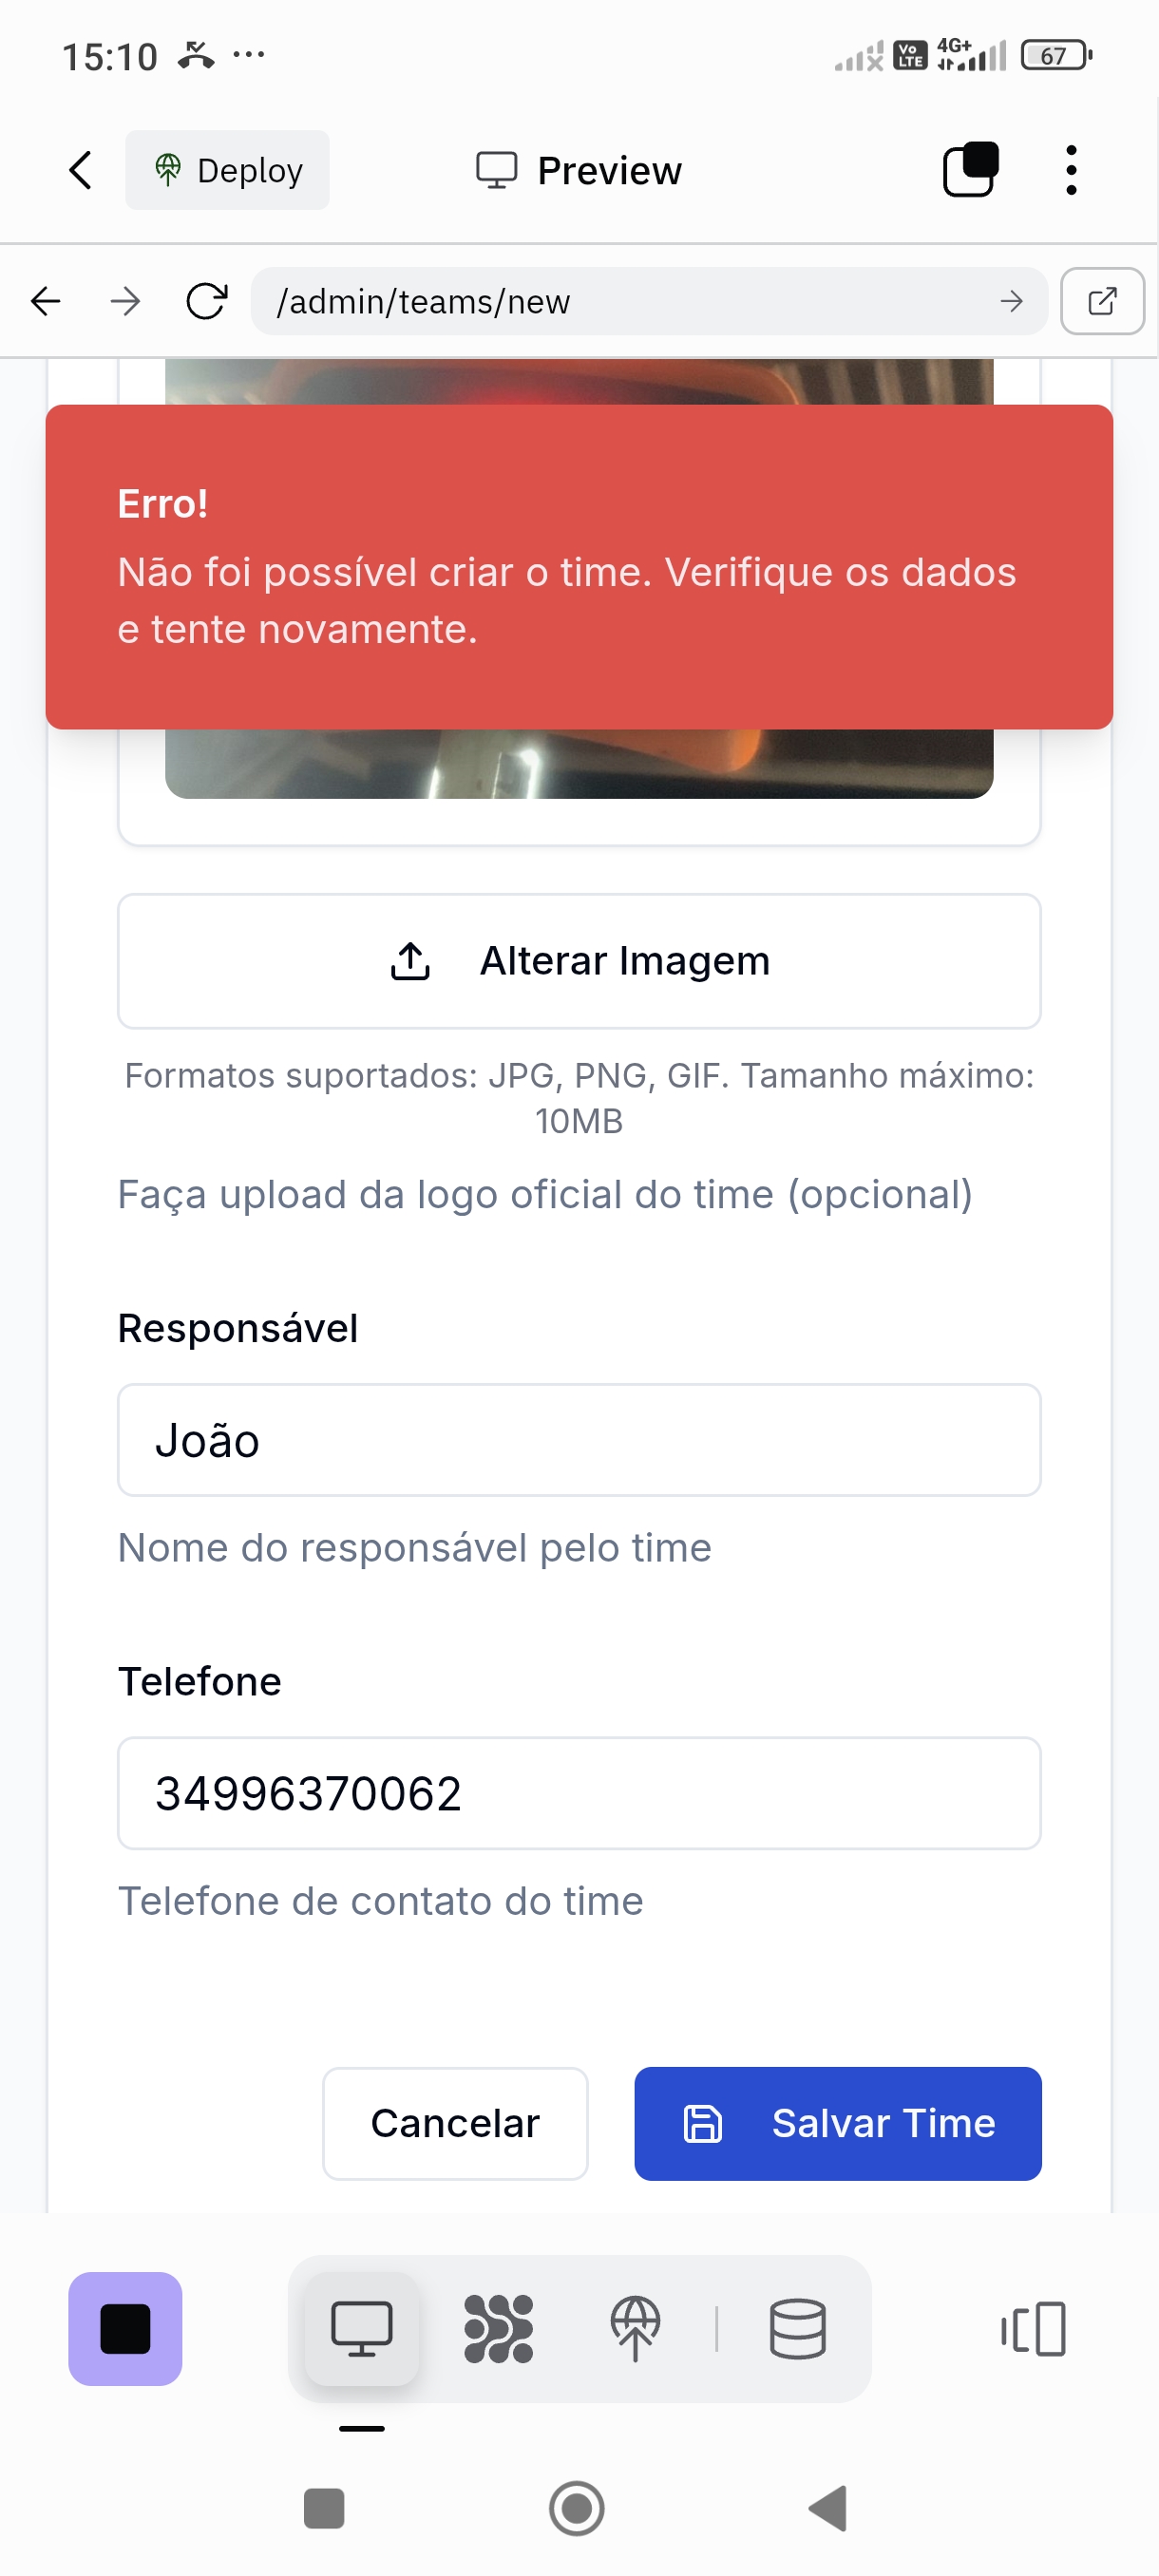 15:10
Vo LTE 4G+ 67
Deploy
Preview
/admin/teams/new
Erro!
Não foi possível criar o time. Verifique os dados
e tente novamente.
Alterar Imagem
Formatos suportados: JPG, PNG, GIF. Tamanho máximo:
10MB
Faça upload da logo oficial do time (opcional)
Responsável
João
Nome do responsável pelo time
Telefone
34996370062
Telefone de contato do time
Cancelar
Salvar Time